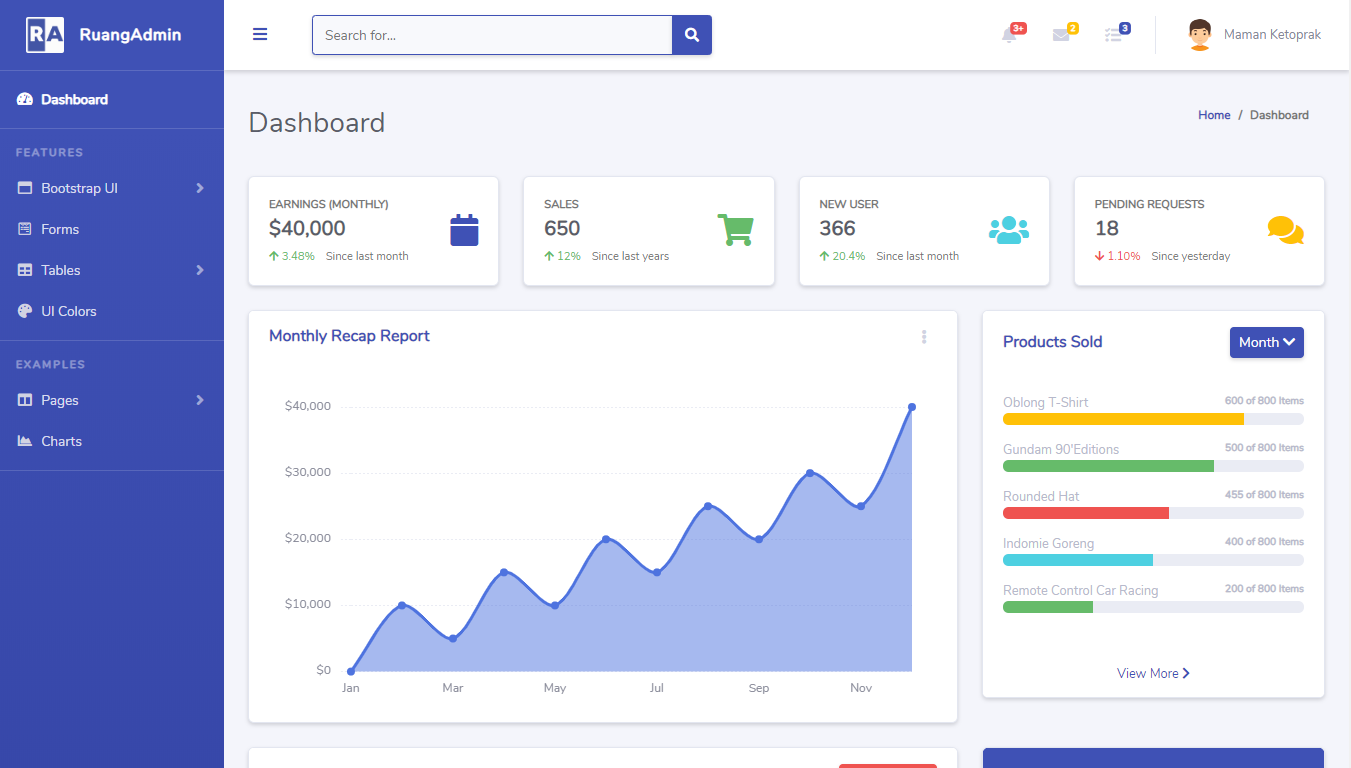 RA RuangAdmin
Search for...
3+
2
3
Maman Ketoprak
Dashboard
FEATURES
Bootstrap UI
Forms
Tables
UI Colors
EXAMPLES
Pages
Charts
Dashboard
Home / Dashboard
EARNINGS (MONTHLY)
$40,000
3.48% Since last month
SALES
650
12% Since last years
NEW USER
366
20.4% Since last month
PENDING REQUESTS
18
1.10% Since yesterday
Monthly Recap Report
$40,000
$30,000
$20,000
$10,000
$0
Jan Mar May Jul Sep Nov
Products Sold
Month
Oblong T-Shirt 600 of 800 Items
Gundam 90'Editions 500 of 800 Items
Rounded Hat 455 of 800 Items
Indomie Goreng 400 of 800 Items
Remote Control Car Racing 200 of 800 Items
View More